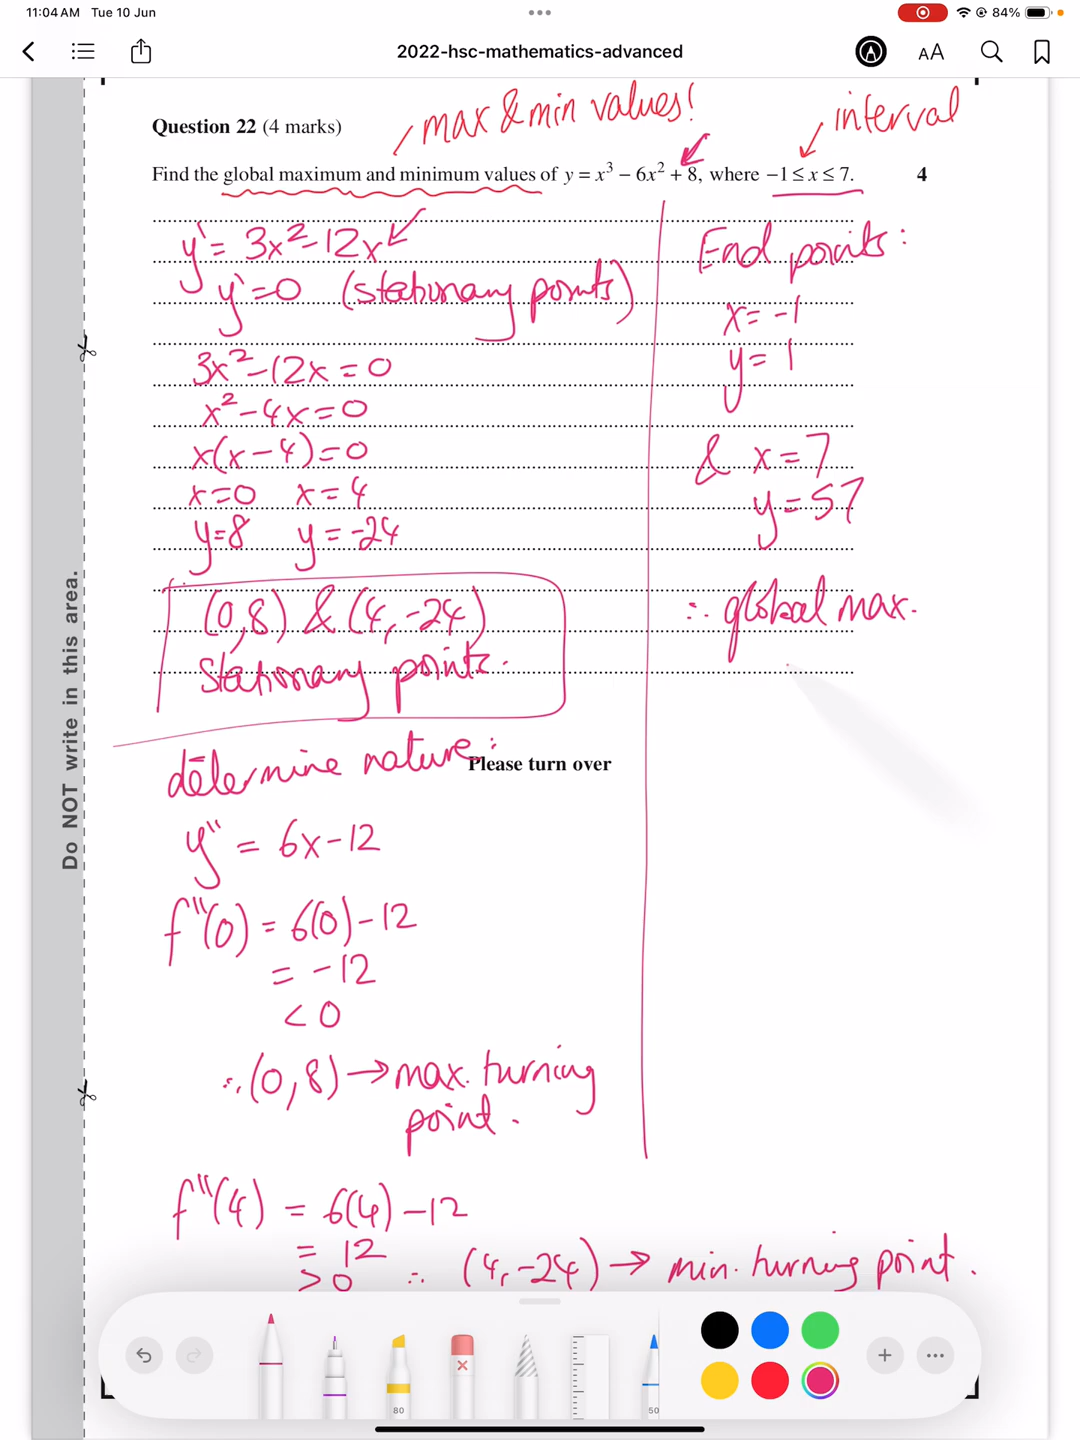 11:04 AM Tue 10 Jun
84%
2022-hsc-mathematics-advanced
AA
max & min values!
interval
Question 22 (4 marks)
Find the global maximum and minimum values of y = x³ − 6x² + 8, where −1 ≤ x ≤ 7.
4
y' = 3x² - 12x
y' = 0 (stationary points)
3x² - 12x = 0
x² - 4x = 0
x(x - 4) = 0
x = 0 x = 4
y = 8 y = -24
(0,8) & (4, -24)
stationary points.
determine nature:
y'' = 6x - 12
f''(0) = 6(0) - 12
= -12
< 0
∴ (0, 8) → max. turning
point.
f''(4) = 6(4) - 12
= 12
> 0 ∴ (4, -24) → min. turning point.
End points:
x = -1
y = 1
& x = 7
y = 57
∴ global max.
Please turn over
Do NOT write in this area.
80
50